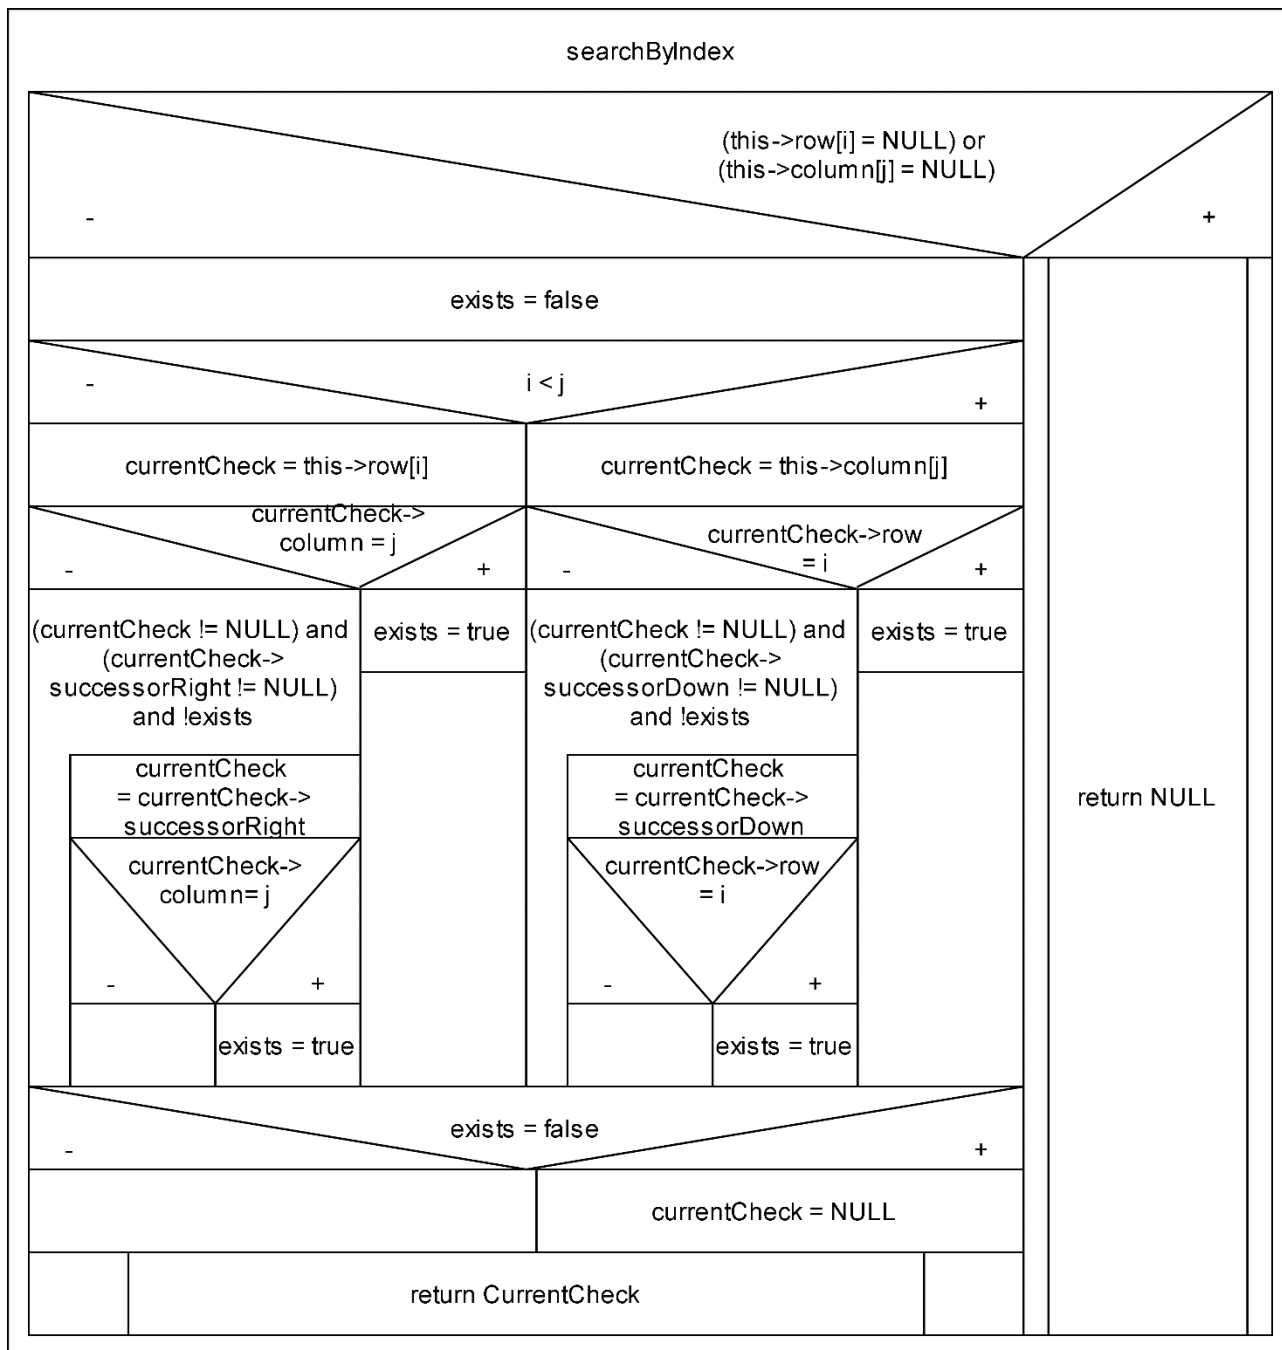 searchByIndex
(this->row[i] = NULL) or
(this->column[j] = NULL)
-
+
exists = false
-
i < j
+
currentCheck = this->row[i]
currentCheck = this->column[j]
currentCheck->
column = j
-
+
currentCheck->row
= i
-
+
(currentCheck != NULL) and
(currentCheck->
successorRight != NULL)
and !exists
exists = true
(currentCheck != NULL) and
(currentCheck->
successorDown != NULL)
and !exists
exists = true
currentCheck
= currentCheck->
successorRight
currentCheck
= currentCheck->
successorDown
return NULL
currentCheck->
column= j
-
+
currentCheck->row
= i
-
+
exists = true
exists = true
exists = false
-
+
currentCheck = NULL
return CurrentCheck